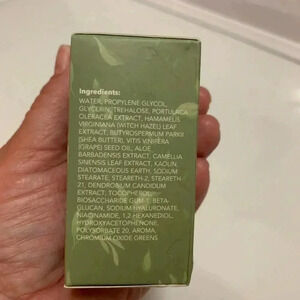 Ingredients:
WATER, PROPYLENE GLYCOL,
GLYCERIN, TREHALOSE, PORTULACA
OLERACEA EXTRACT, HAMAMELIS
VIRGINIANA (WITCH HAZEL) LEAF
EXTRACT, BUTYROSPERMUM PARKII
(SHEA BUTTER), VITIS VINIFERA
(GRAPE) SEED OIL, ALOE
BARBADENSIS EXTRACT, CAMELLIA
SINENSIS LEAF EXTRACT, KAOLIN,
DIATOMACEOUS EARTH, SODIUM
STEARATE, STEARETH-2, STEARETH-
21, DENDROBIUM CANDIDUM
EXTRACT, TOCOPHEROL,
BIOSACCHARIDE GUM-1, BETA-
GLUCAN, SODIUM HYALURONATE,
NIACINAMIDE, 1,2-HEXANEDIOL,
HYDROXYACETOPHENONE,
POLYSORBATE 20, AROMA,
CHROMIUM OXIDE GREENS